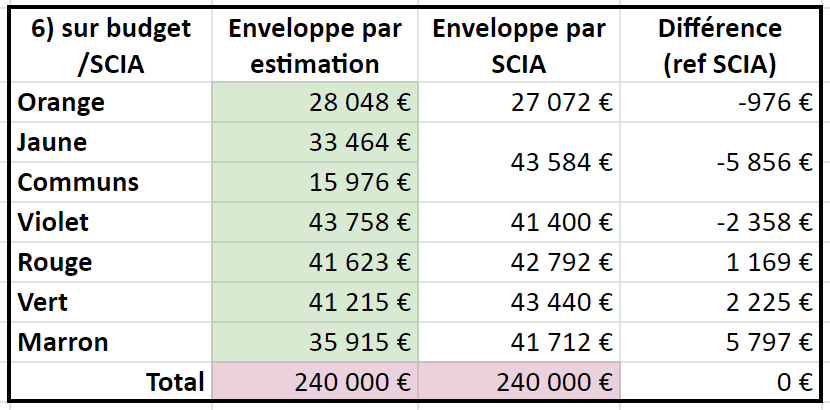 6) sur budget Enveloppe par Enveloppe par Différence
/SCIA estimation SCIA (ref SCIA)
Orange 28 048 € 27 072 € -976 €
Jaune 33 464 €
43 584 € -5 856 €
Communs 15 976 €
Violet 43 758 € 41 400 € -2 358 €
Rouge 41 623 € 42 792 € 1 169 €
Vert 41 215 € 43 440 € 2 225 €
Marron 35 915 € 41 712 € 5 797 €
Total 240 000 € 240 000 € 0 €